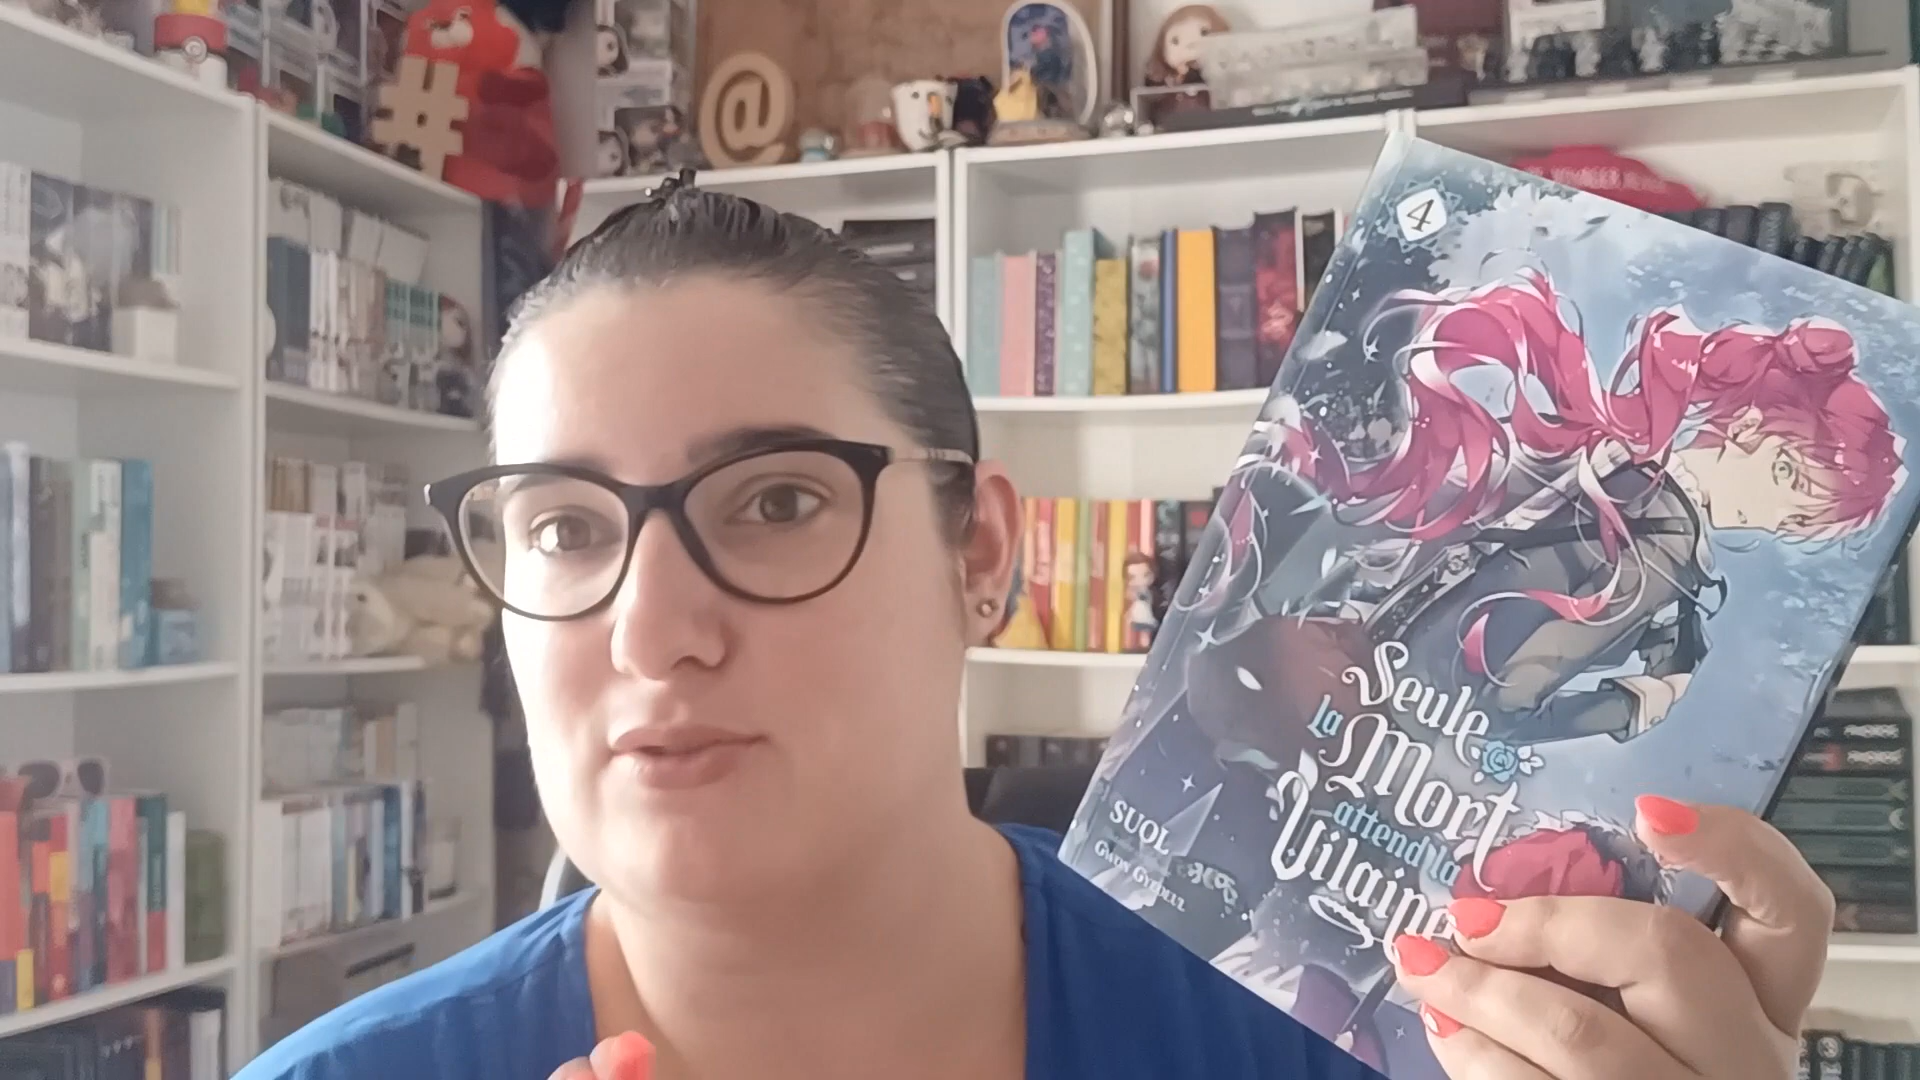 #
@
4
Seule
la
Mort
attend la
Vilaine
SUOL
GWON GYEOEUL